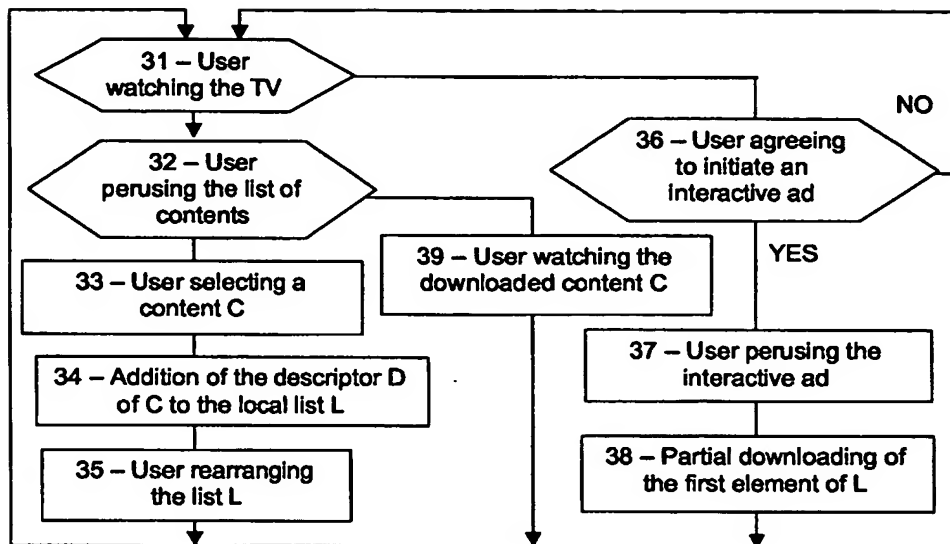 31 – User
watching the TV
NO
36 – User agreeing
to initiate an
interactive ad
32 – User
perusing the list of
contents
YES
39 – User watching the
downloaded content C
33 – User selecting a
content C
37 – User perusing the
interactive ad
34 – Addition of the descriptor D
of C to the local list L
38 – Partial downloading of
the first element of L
35 – User rearranging
the list L